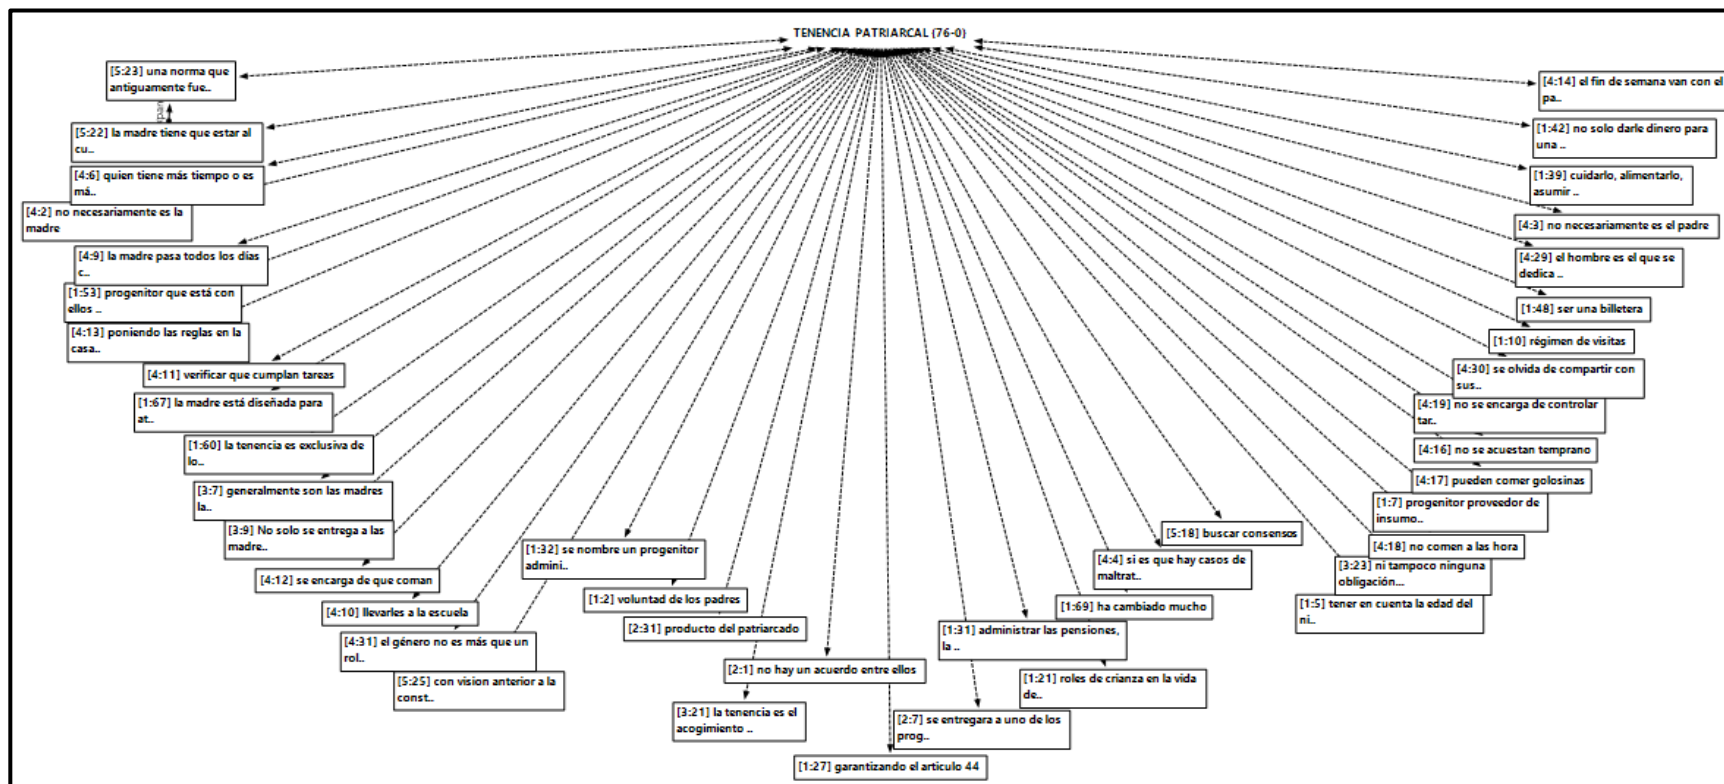 TENENCIA PATRIARCAL (76-0)
[5:23] una norma que
antiguamente fue..
[5:22] la madre tiene que estar al
cu..
[4:6] quien tiene más tiempo o es
má..
[4:2] no necesariamente es la
madre
[4:9] la madre pasa todos los días
c..
[1:53] progenitor que está con
ellos ..
[4:13] poniendo las reglas en la
casa..
[4:11] verificar que cumplan tareas
[1:67] la madre está diseñada para
at..
[1:60] la tenencia es exclusiva de
lo..
[3:7] generalmente son las madres
la..
[3:9] No solo se entrega a las
madre..
[4:12] se encarga de que coman
[4:10] llevarles a la escuela
[4:31] el género no es más que un
rol..
[5:25] con vision anterior a la
const..
[1:32] se nombre un progenitor
admini..
[1:2] voluntad de los padres
[2:31] producto del patriarcado
[2:1] no hay un acuerdo entre ellos
[3:21] la tenencia es el
acogimiento ..
[1:27] garantizando el articulo 44
[2:7] se entregara a uno de los
prog..
[1:21] roles de crianza en la vida
de..
[1:31] administrar las pensiones,
la ..
[1:69] ha cambiado mucho
[4:4] si es que hay casos de
maltrat..
[5:18] buscar consensos
[4:14] el fin de semana van con el
pa..
[1:42] no solo darle dinero para
una ..
[1:39] cuidarlo, alimentarlo,
asumir ..
[4:3] no necesariamente es el padre
[4:29] el hombre es el que se
dedica ..
[1:48] ser una billetera
[1:10] régimen de visitas
[4:30] se olvida de compartir con
sus..
[4:19] no se encarga de controlar
tar..
[4:16] no se acuestan temprano
[4:17] pueden comer golosinas
[1:7] progenitor proveedor de
insumo..
[4:18] no comen a las hora
[3:23] ni tampoco ninguna
obligación...
[1:5] tener en cuenta la edad del
ni..